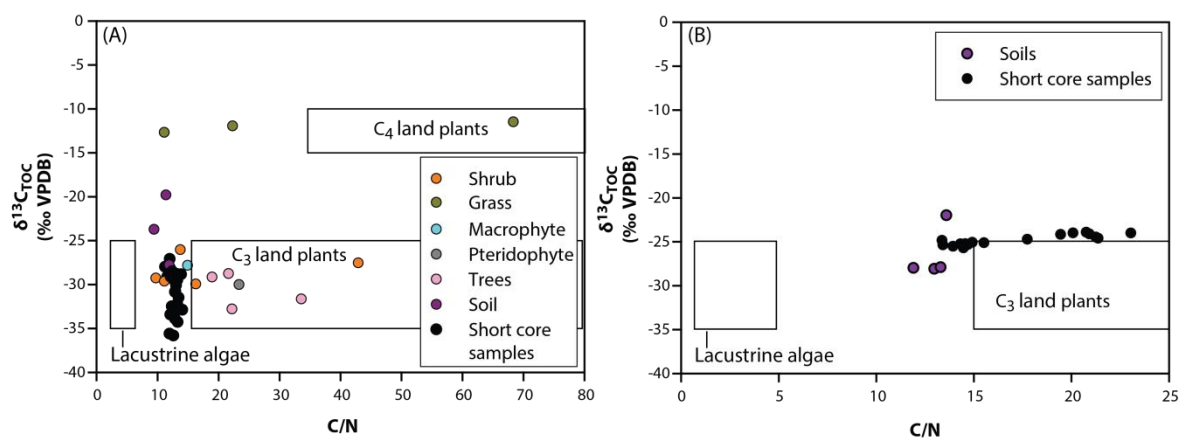 (A)
0
-5
-10
-15
-20
-25
-30
-35
-40
δ¹³C_TOC
(‰ VPDB)
C₄ land plants
Shrub
Grass
Macrophyte
Pteridophyte
Trees
Soil
Short core
samples
C₃ land plants
Lacustrine algae
0 10 20 30 40 50 60 70 80
C/N
(B)
0
-5
-10
-15
-20
-25
-30
-35
-40
δ¹³C_TOC
(‰ VPDB)
Soils
Short core samples
C₃ land plants
Lacustrine algae
0 5 10 15 20 25
C/N